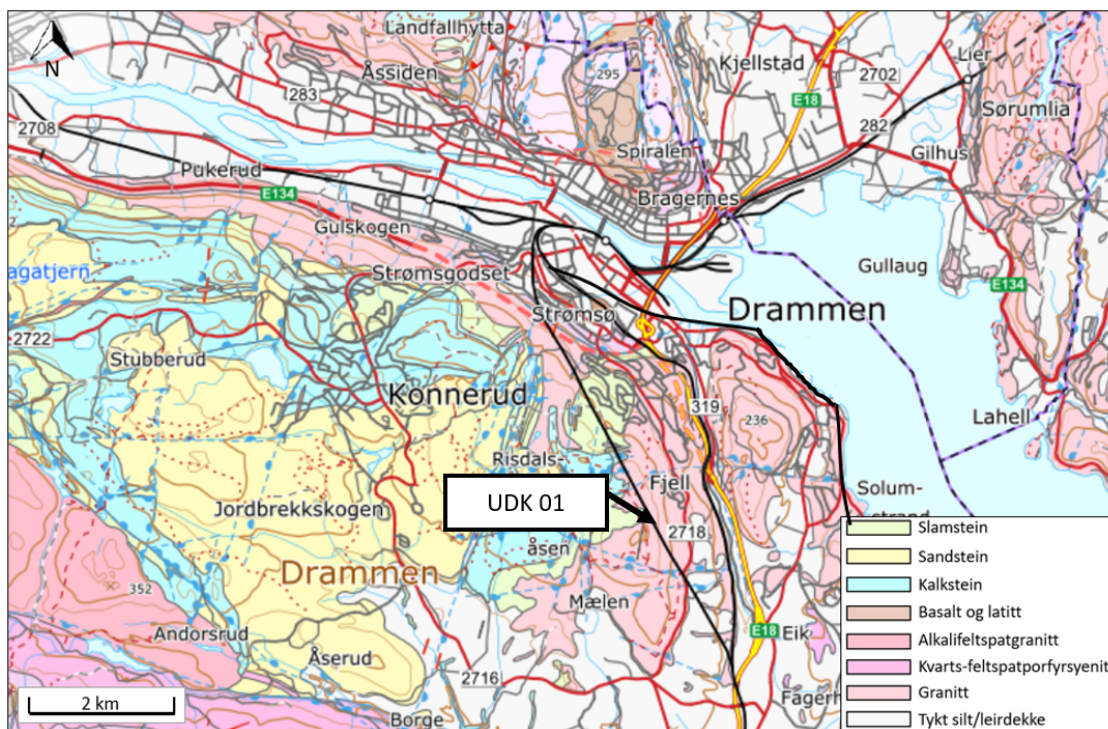 Landfallhytta
Lier
Åssiden
295
Kjellstad
2702
N
283
E18
Sørumlia
2708
282
Spiralen
Gilhus
Pukerud
E134
Bragernes
Gulskogen
Gullaug
agatjern
Strømsgodset
E134
Strømsø
Drammen
2722
Stubberud
Konnerud
319
236
Lahell
Risdals-
UDK 01
Fjell
Solum-
Jordbrekkskogen
2718
åsen
Drammen
352
Mælen
Andorsrud
E18
Eik
Åserud
2716
2 km
Borge
Fagerh
Slamstein
Sandstein
Kalkstein
Basalt og latitt
Alkalifeltspatgranitt
Kvarts-feltspatporfyrsyenit
Granitt
Tykt silt/leirdekke